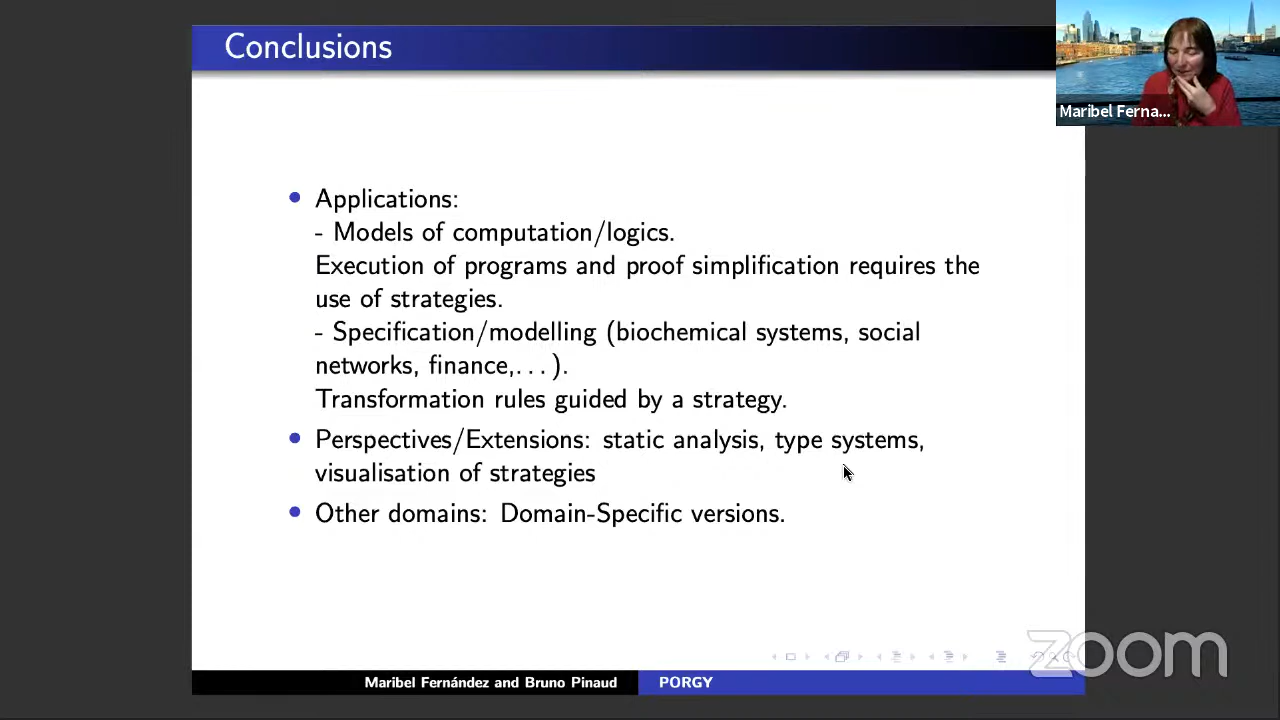 Conclusions
Maribel Ferna...
• Applications:
- Models of computation/logics.
Execution of programs and proof simplification requires the
use of strategies.
- Specification/modelling (biochemical systems, social
networks, finance,...).
Transformation rules guided by a strategy.
• Perspectives/Extensions: static analysis, type systems,
visualisation of strategies
• Other domains: Domain-Specific versions.
zoom
Maribel Fernández and Bruno Pinaud PORGY